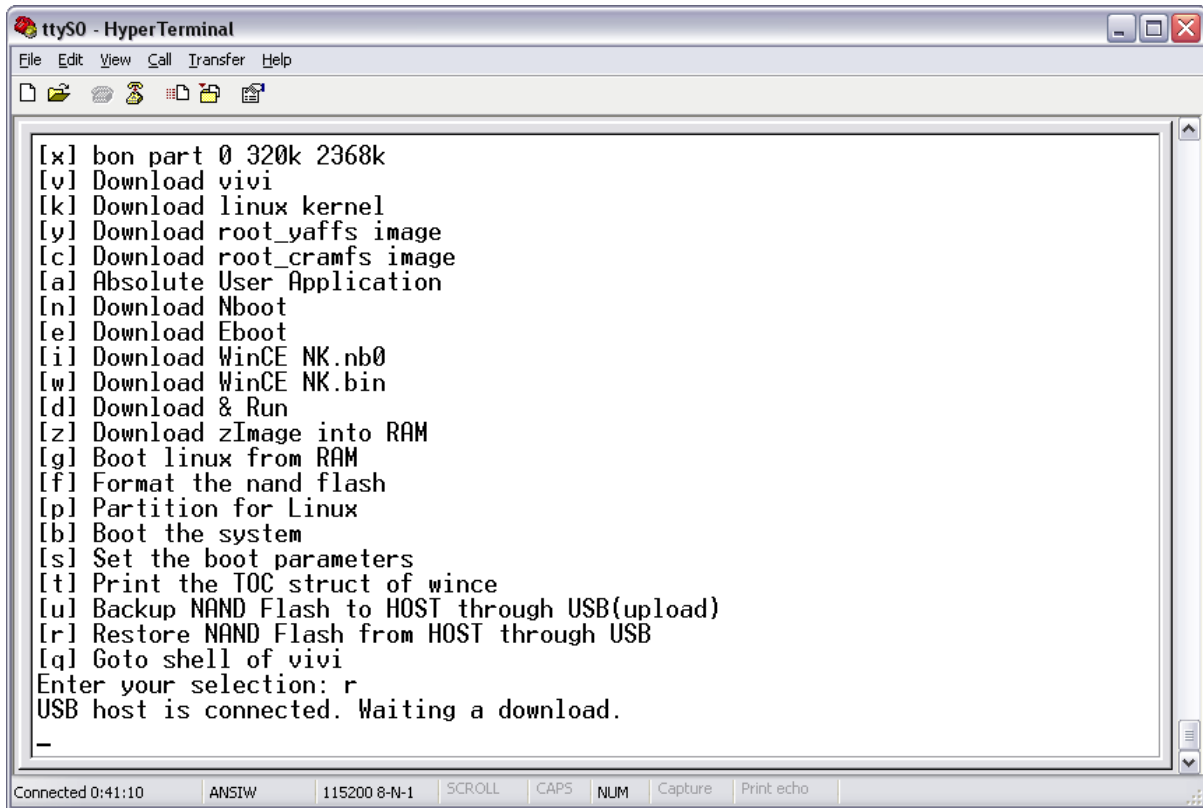 ttyS0 - HyperTerminal
File Edit View Call Transfer Help
[x] bon part 0 320k 2368k
[v] Download vivi
[k] Download linux kernel
[y] Download root_yaffs image
[c] Download root_cramfs image
[a] Absolute User Application
[n] Download Nboot
[e] Download Eboot
[i] Download WinCE NK.nb0
[w] Download WinCE NK.bin
[d] Download & Run
[z] Download zImage into RAM
[g] Boot linux from RAM
[f] Format the nand flash
[p] Partition for Linux
[b] Boot the system
[s] Set the boot parameters
[t] Print the TOC struct of wince
[u] Backup NAND Flash to HOST through USB(upload)
[r] Restore NAND Flash from HOST through USB
[q] Goto shell of vivi
Enter your selection: r
USB host is connected. Waiting a download.
_
Connected 0:41:10 ANSIW 115200 8-N-1 SCROLL CAPS NUM Capture Print echo